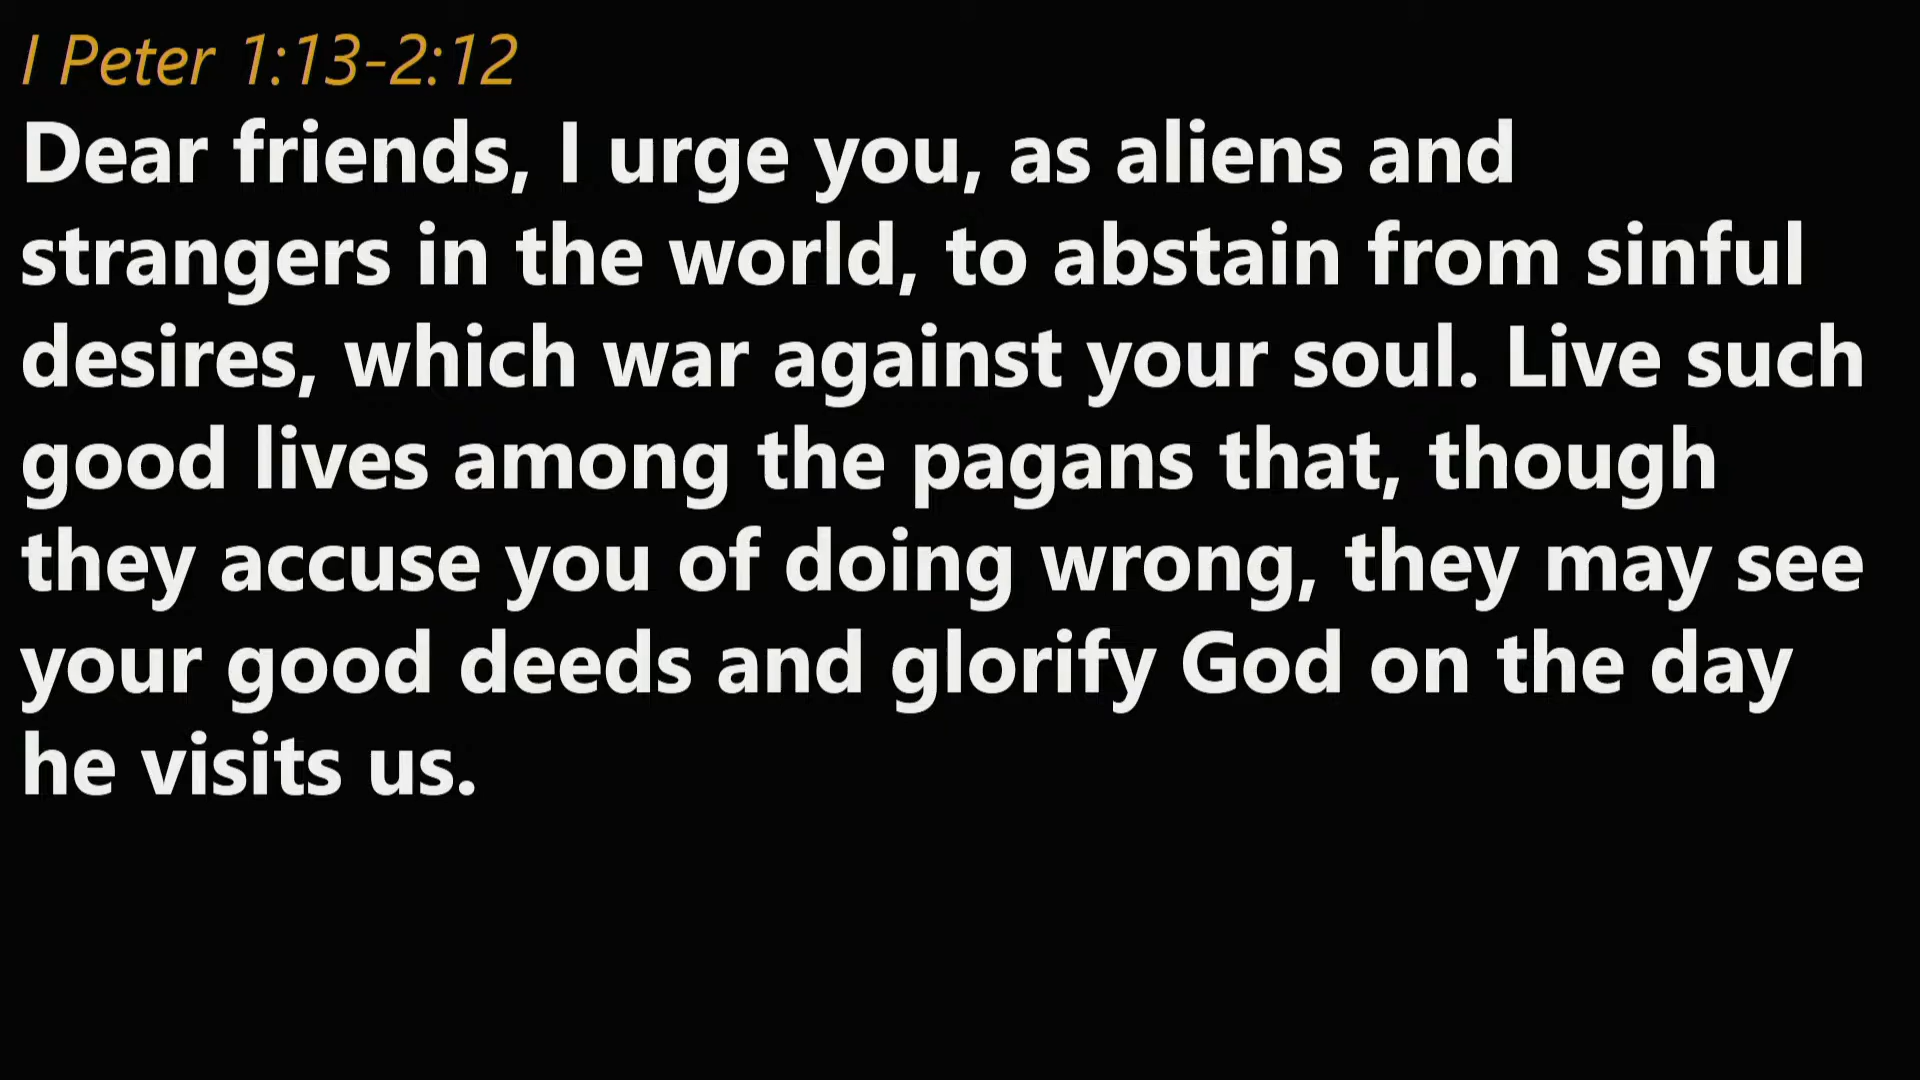 I Peter 1:13-2:12
Dear friends, I urge you, as aliens and
strangers in the world, to abstain from sinful
desires, which war against your soul. Live such
good lives among the pagans that, though
they accuse you of doing wrong, they may see
your good deeds and glorify God on the day
he visits us.